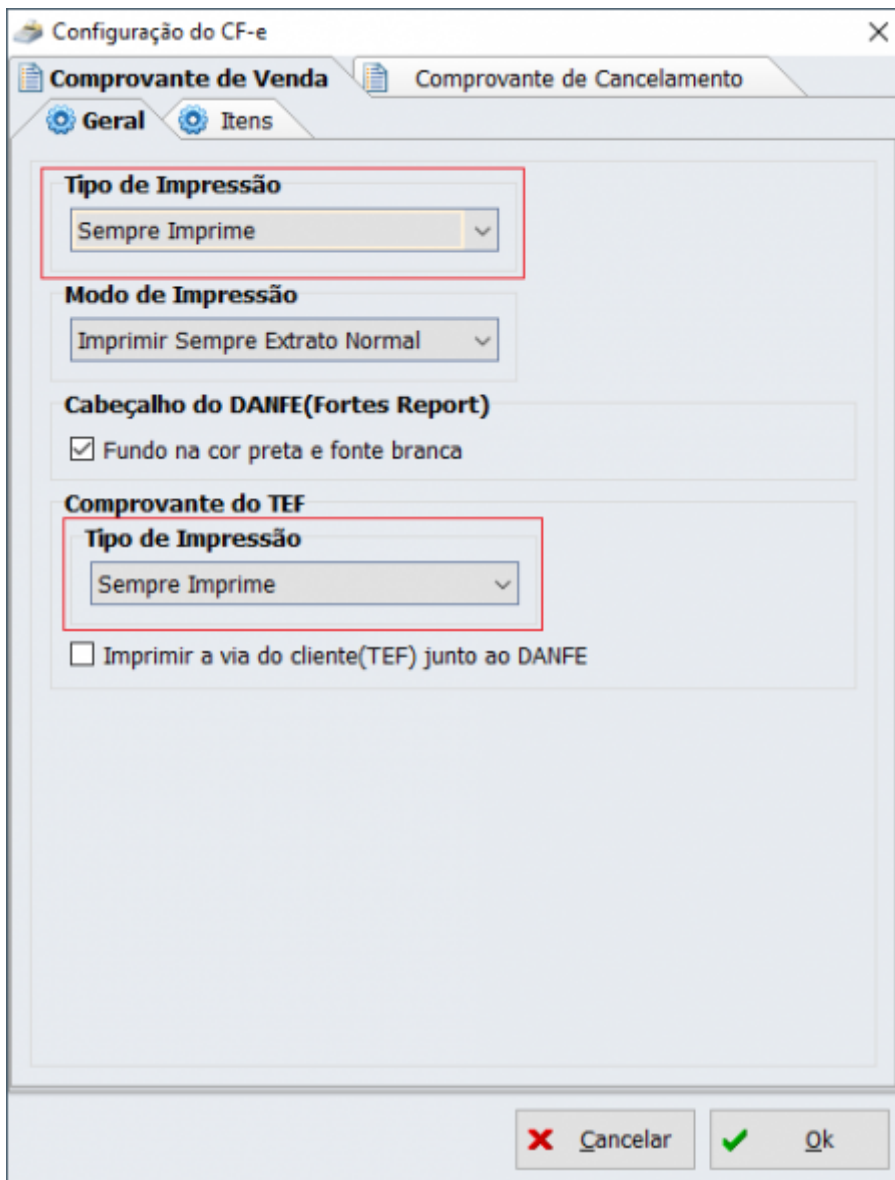 Configuração do CF-e
Comprovante de Venda
Comprovante de Cancelamento
Geral
Itens
Tipo de Impressão
Sempre Imprime
Modo de Impressão
Imprimir Sempre Extrato Normal
Cabeçalho do DANFE(Fortes Report)
Fundo na cor preta e fonte branca
Comprovante do TEF
Tipo de Impressão
Sempre Imprime
Imprimir a via do cliente(TEF) junto ao DANFE
Cancelar
Ok